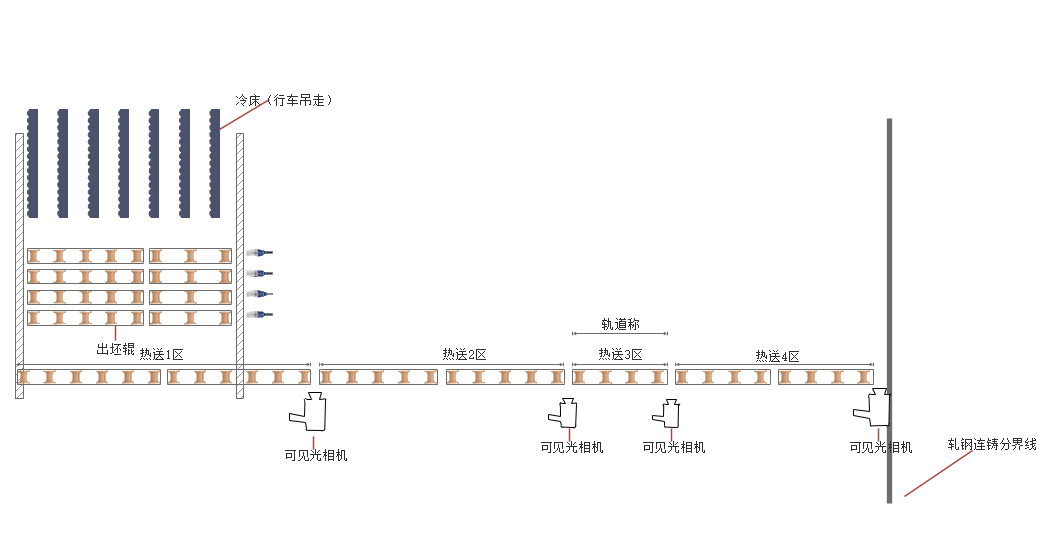 冷床（行车吊走）
轨道称
出坯辊
热送1区
热送2区
热送3区
热送4区
可见光相机
可见光相机
可见光相机
可见光相机
轧钢连铸分界线